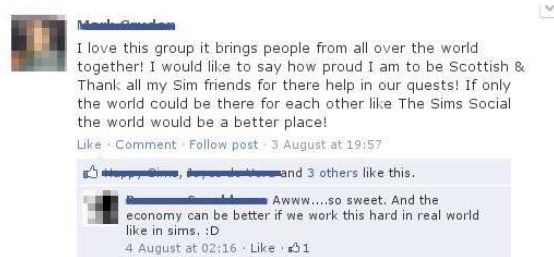 I love this group it brings people from all over the world
together! I would like to say how proud I am to be Scottish &
Thank all my Sim friends for there help in our quests! If only
the world could be there for each other like The Sims Social
the world would be a better place!
Like · Comment · Follow post · 3 August at 19:57
and 3 others like this.
Awww....so sweet. And the
economy can be better if we work this hard in real world
like in sims. :D
4 August at 02:16 · Like · 1